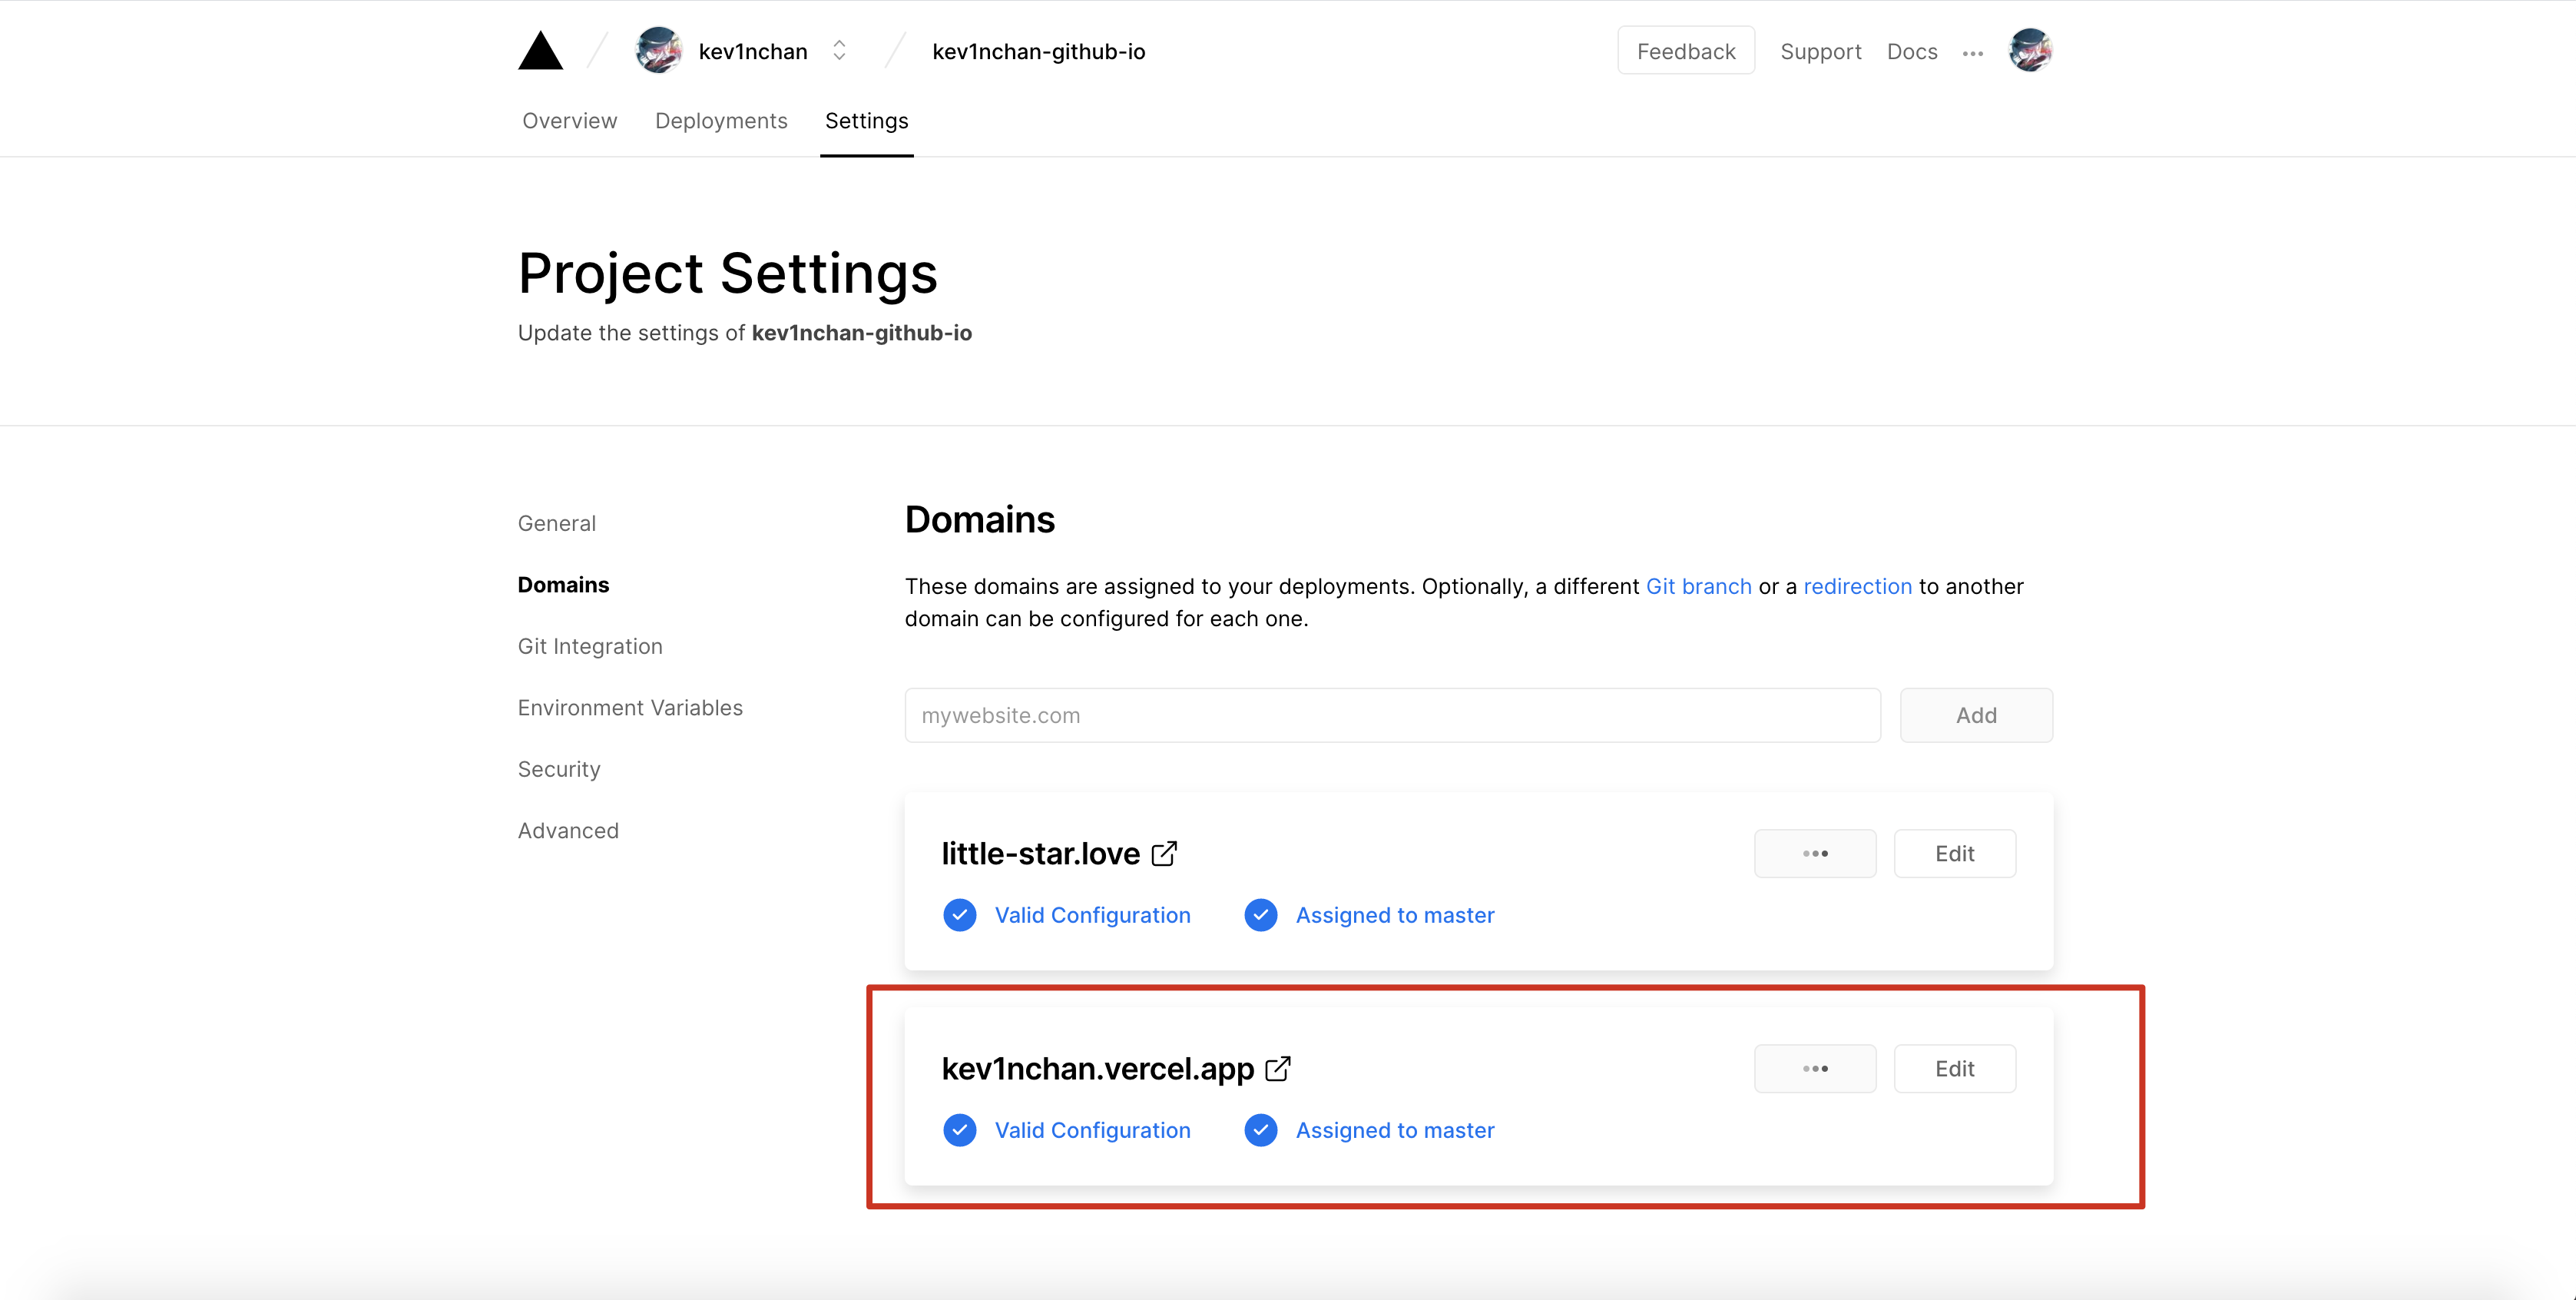 kev1nchan
kev1nchan-github-io
Feedback
Support
Docs
Overview
Deployments
Settings
Project Settings
Update the settings of kev1nchan-github-io
General
Domains
Git Integration
Environment Variables
Security
Advanced
Domains
These domains are assigned to your deployments. Optionally, a different Git branch or a redirection to another
domain can be configured for each one.
mywebsite.com
Add
little-star.love
Edit
Valid Configuration
Assigned to master
kev1nchan.vercel.app
Edit
Valid Configuration
Assigned to master